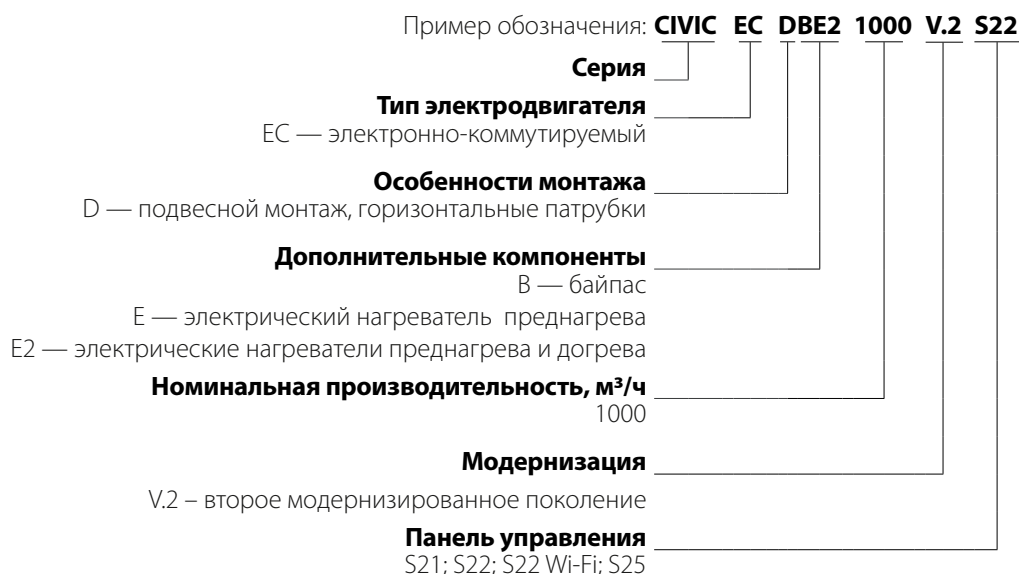 Пример обозначения: CIVIC EC DBE2 1000 V.2 S22
Серия
Тип электродвигателя
ЕС — электронно-коммутируемый
Особенности монтажа
D — подвесной монтаж, горизонтальные патрубки
Дополнительные компоненты
В — байпас
Е — электрический нагреватель преднагрева
Е2 — электрические нагреватели преднагрева и догрева
Номинальная производительность, м³/ч
1000
Модернизация
V.2 – второе модернизированное поколение
Панель управления
S21; S22; S22 Wi-Fi; S25